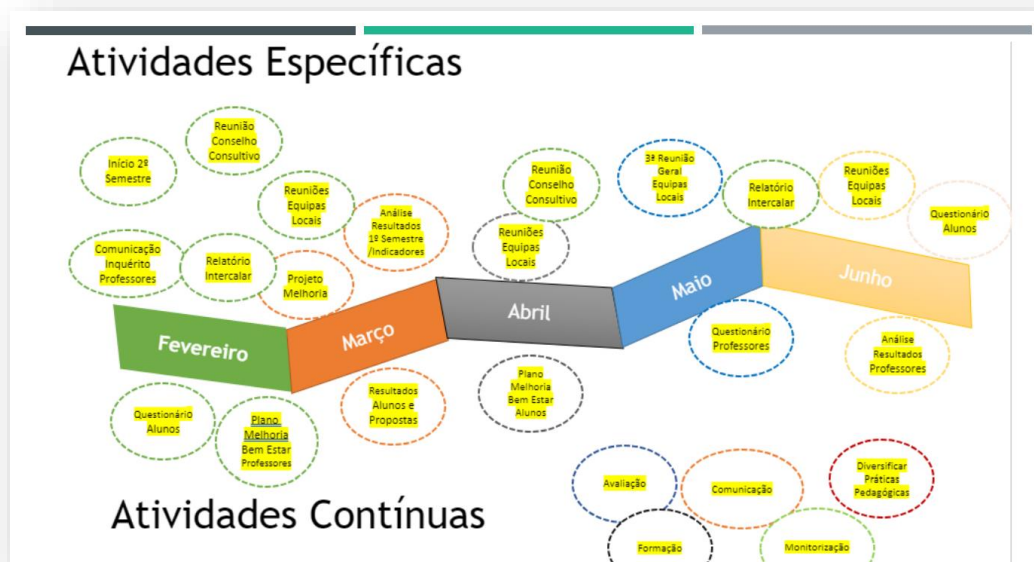 Atividades Específicas
Reunião
Conselho
Consultivo
Início 2º
Semestre
Reuniões
Equipas
Locais
Análise
Resultados
1º Semestre
/Indicadores
Comunicação
Inquérito
Professores
Relatório
Intercalar
Projeto
Melhoria
Reunião
Conselho
Consultivo
Reuniões
Equipas
Locais
3ª Reunião
Geral
Equipas
Locais
Relatório
Intercalar
Reuniões
Equipas
Locais
Questionário
Alunos
Fevereiro
Março
Abril
Maio
Junho
Questionário
Alunos
Plano
Melhoria
Bem Estar
Professores
Resultados
Alunos e
Propostas
Plano
Melhoria
Bem Estar
Alunos
Questionário
Professores
Análise
Resultados
Professores
Atividades Contínuas
Avaliação
Comunicação
Diversificar
Práticas
Pedagógicas
Formação
Monitorização